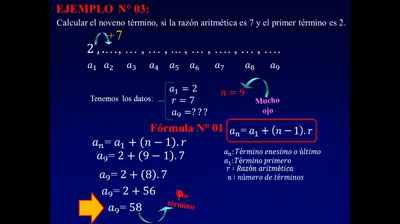 EJEMPLO N° 03:
Calcular el noveno término, si la razón aritmética es 7 y el primer término es 2.
+7
2, …, … , … , … , … , … , … , …
a₁ a₂ a₃ a₄ a₅ a₆ a₇ a₈ a₉
Tenemos los datos:
a₁ = 2
r = 7
a₉ =???
n = 9
Mucho
ojo
Fórmula N° 01
aₙ= a₁ + (n − 1). r
aₙ= a₁ + (n − 1). r
a₉= 2 + (9 − 1). 7
a₉= 2 + (8). 7
a₉= 2 + 56
a₉= 58
término
aₙ: Término enesimo o último
a₁: Término primero
r : Razón aritmética
n : número de términos